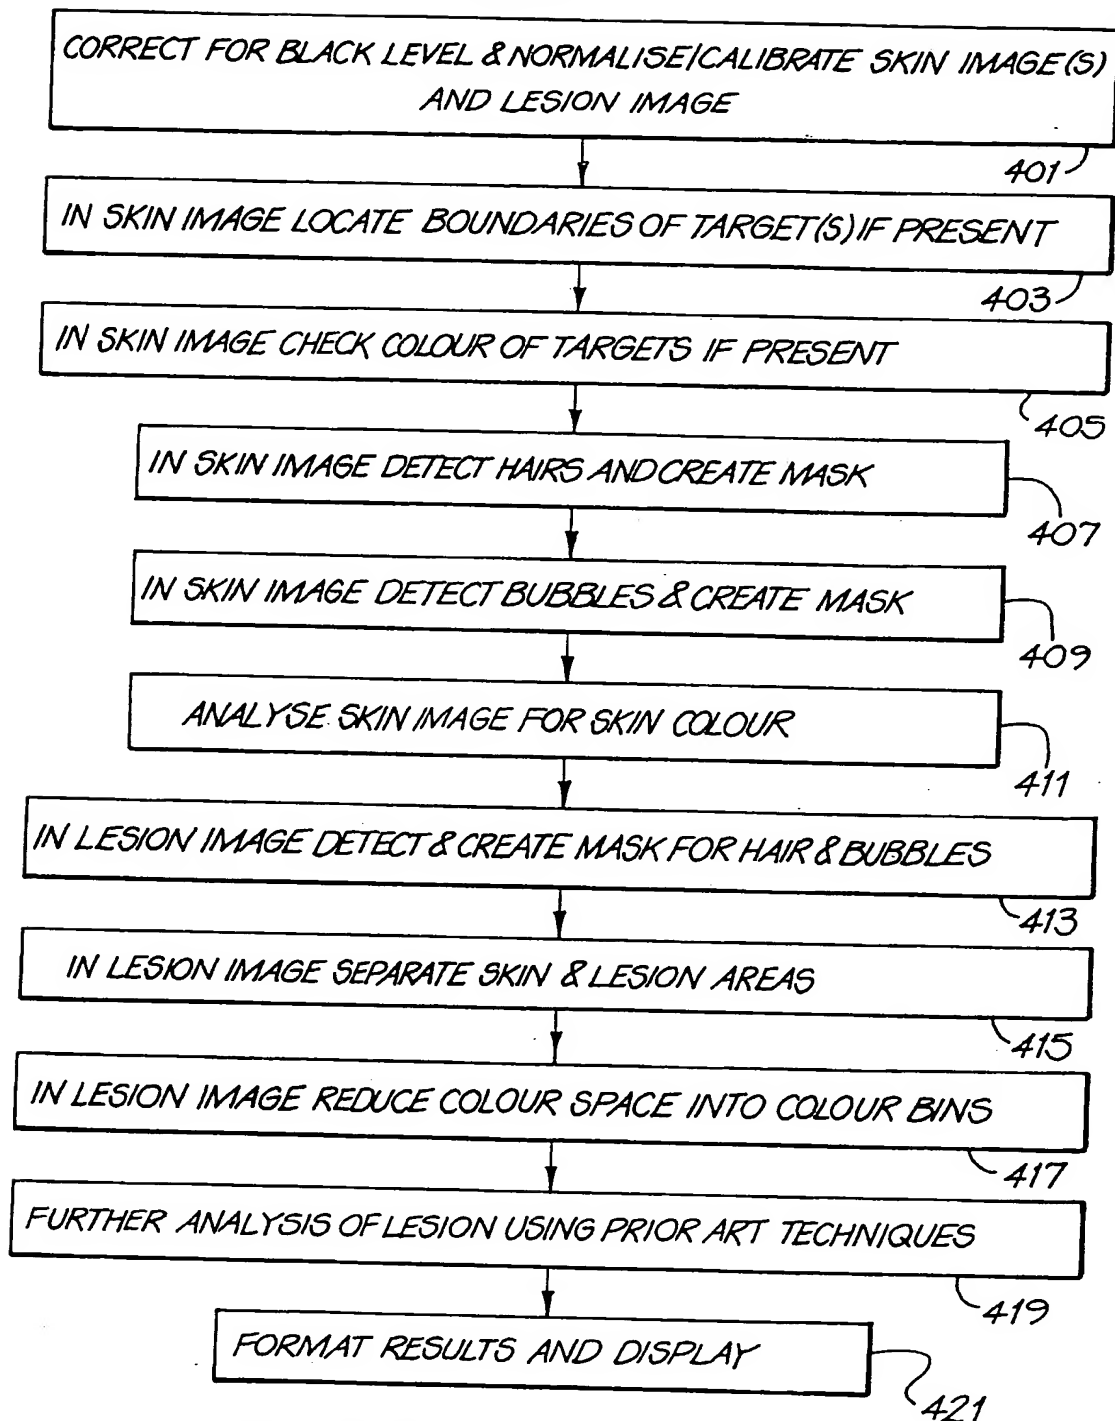 CORRECT FOR BLACK LEVEL & NORMALISE/CALIBRATE SKIN IMAGE(S)
AND LESION IMAGE
401
IN SKIN IMAGE LOCATE BOUNDARIES OF TARGET(S) IF PRESENT
403
IN SKIN IMAGE CHECK COLOUR OF TARGETS IF PRESENT
405
IN SKIN IMAGE DETECT HAIRS AND CREATE MASK
407
IN SKIN IMAGE DETECT BUBBLES & CREATE MASK
409
ANALYSE SKIN IMAGE FOR SKIN COLOUR
411
IN LESION IMAGE DETECT & CREATE MASK FOR HAIR & BUBBLES
413
IN LESION IMAGE SEPARATE SKIN & LESION AREAS
415
IN LESION IMAGE REDUCE COLOUR SPACE INTO COLOUR BINS
417
FURTHER ANALYSIS OF LESION USING PRIOR ART TECHNIQUES
419
FORMAT RESULTS AND DISPLAY
421